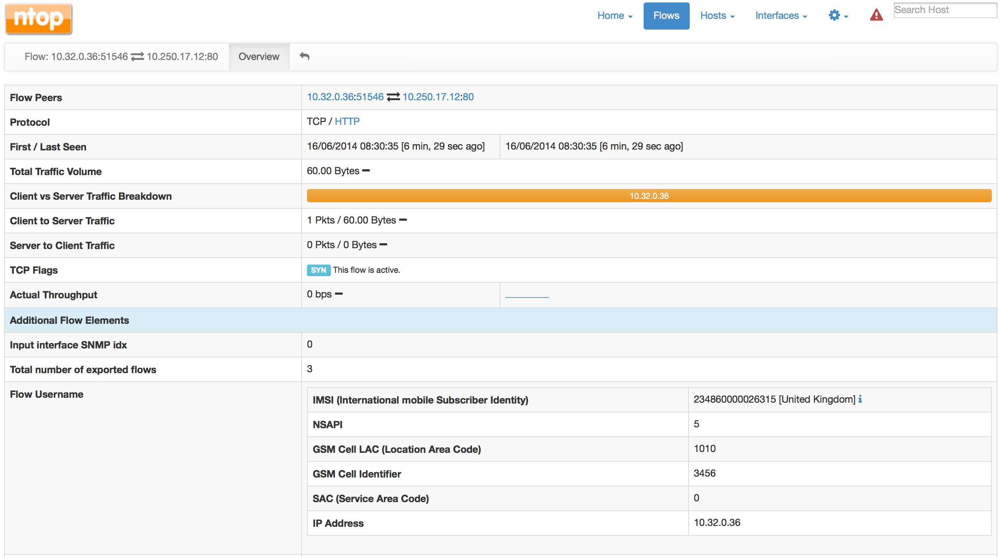 ntop
Home
Flows
Hosts
Interfaces
Search Host
Flow: 10.32.0.36:51546 10.250.17.12:80
Overview
Flow Peers
10.32.0.36:51546 10.250.17.12:80
Protocol
TCP / HTTP
First / Last Seen
16/06/2014 08:30:35 [6 min, 29 sec ago]
16/06/2014 08:30:35 [6 min, 29 sec ago]
Total Traffic Volume
60.00 Bytes
Client vs Server Traffic Breakdown
10.32.0.36
Client to Server Traffic
1 Pkts / 60.00 Bytes
Server to Client Traffic
0 Pkts / 0 Bytes
TCP Flags
SYN This flow is active.
Actual Throughput
0 bps
Additional Flow Elements
Input interface SNMP idx
0
Total number of exported flows
3
Flow Username
IMSI (International mobile Subscriber Identity)
234860000026315 [United Kingdom]
NSAPI
5
GSM Cell LAC (Location Area Code)
1010
GSM Cell Identifier
3456
SAC (Service Area Code)
0
IP Address
10.32.0.36